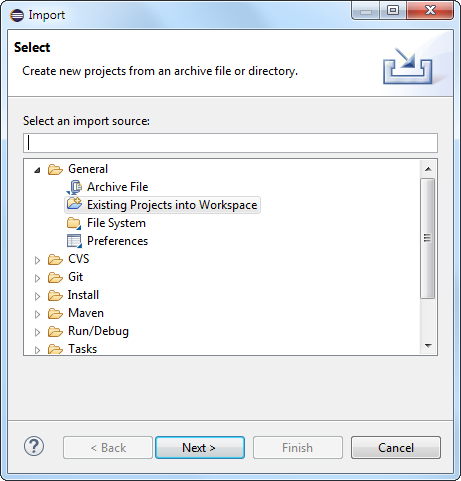 Import
Select
Create new projects from an archive file or directory.
Select an import source:
General
Archive File
Existing Projects into Workspace
File System
Preferences
CVS
Git
Install
Maven
Run/Debug
Tasks
? < Back Next > Finish Cancel